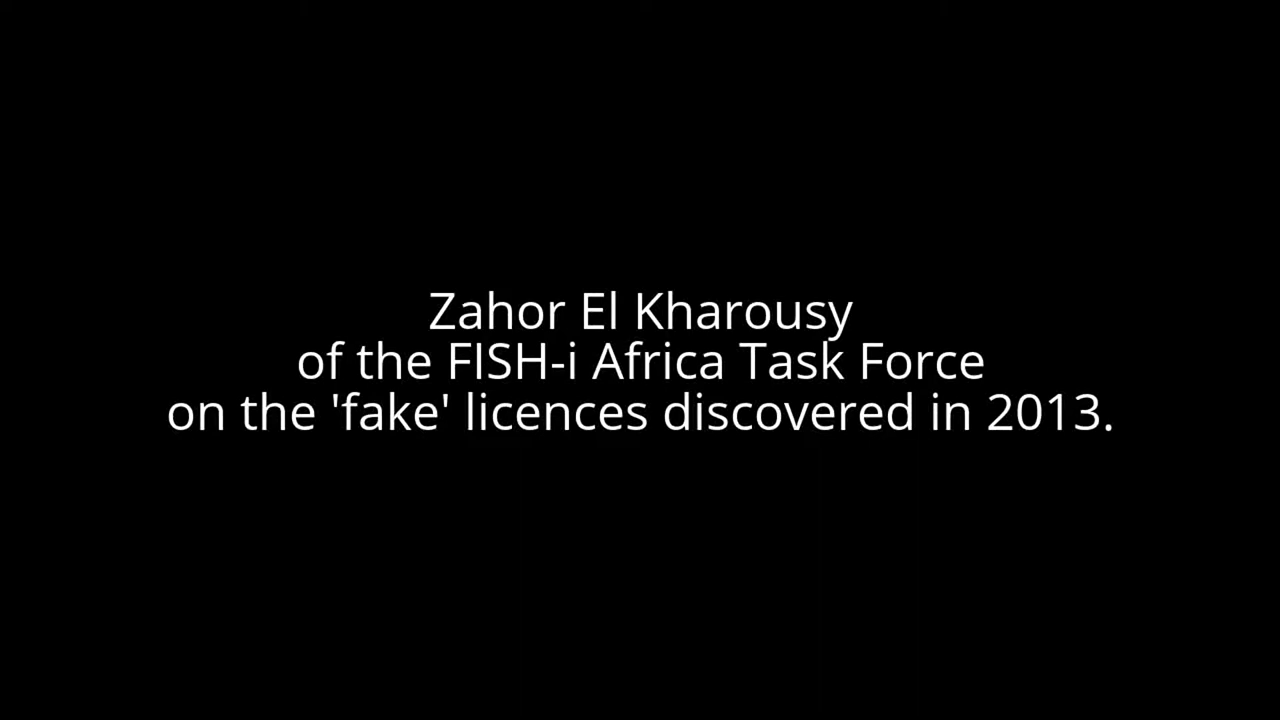 Zahor El Kharousy
of the FISH-i Africa Task Force
on the 'fake' licences discovered in 2013.